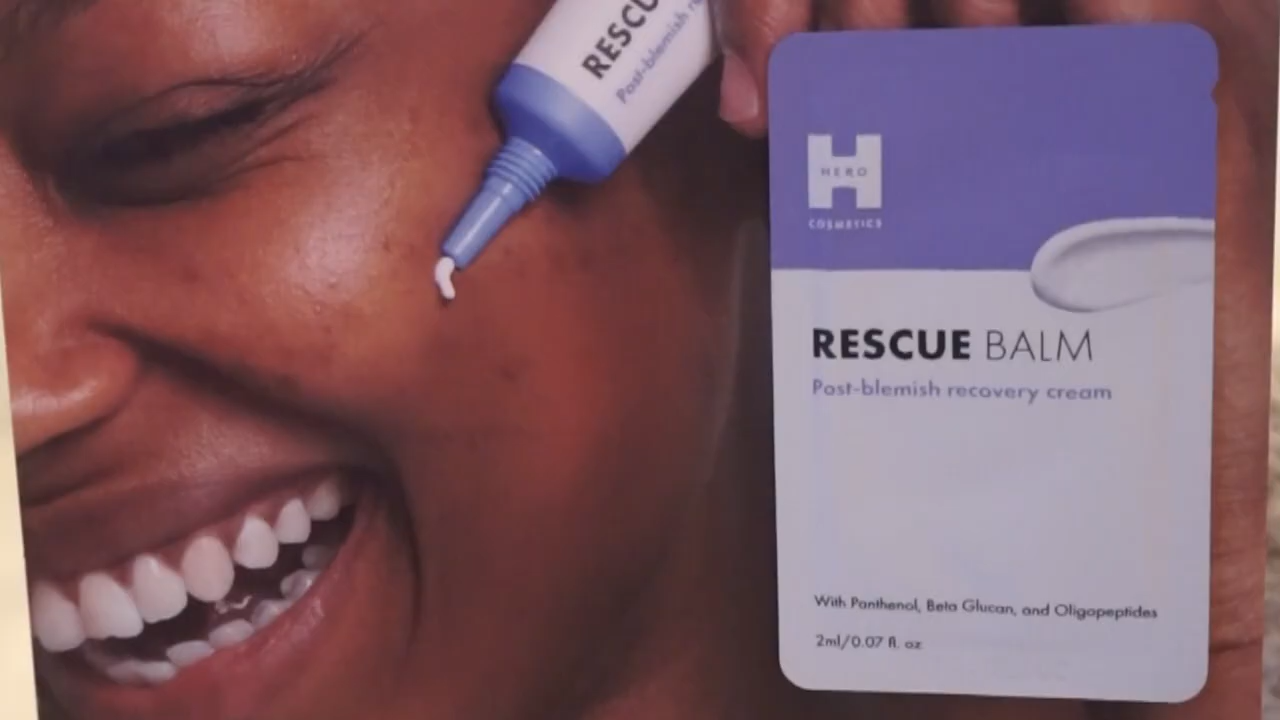 RESCU
Post-blemish re
HERO
COSMETICS
RESCUE BALM
Post-blemish recovery cream
With Panthenol, Beta Glucan, and Oligopeptides
2ml/0.07 fl. oz